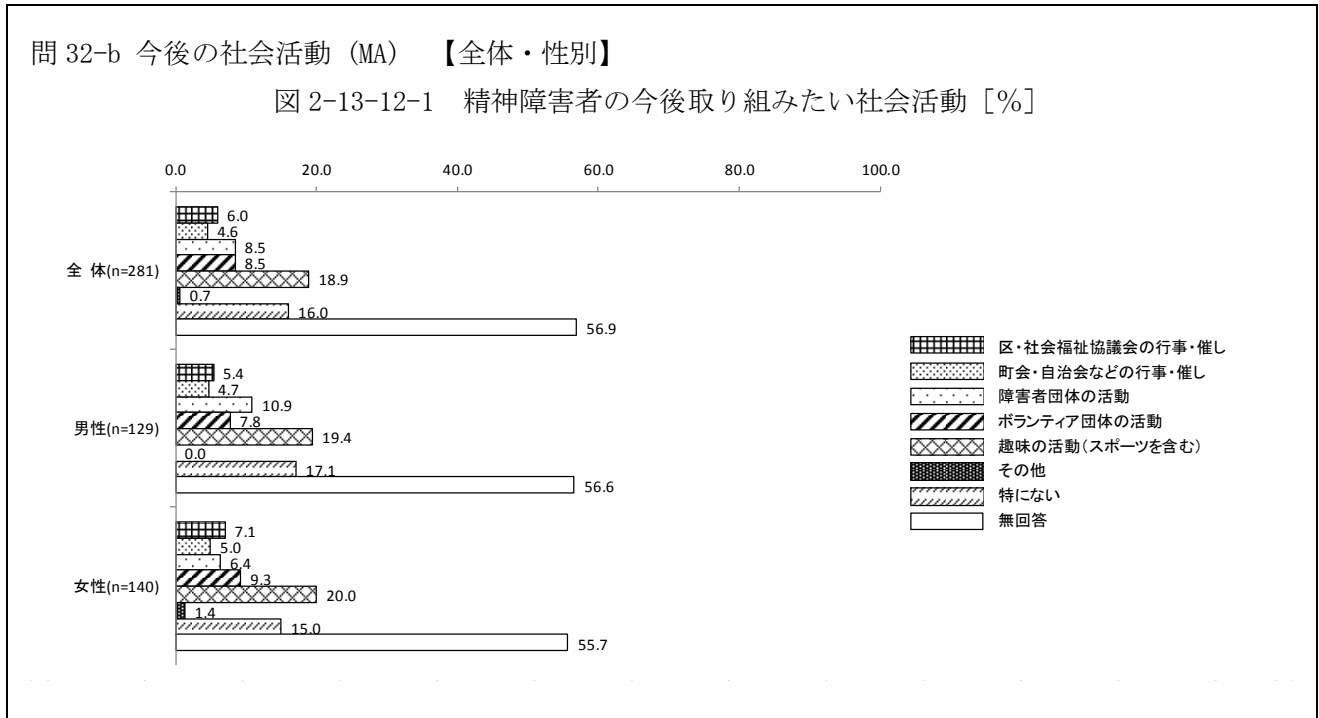 問 32-b 今後の社会活動 (MA) 【全体・性別】
図 2-13-12-1 精神障害者の今後取り組みたい社会活動［%］
0.0 20.0 40.0 60.0 80.0 100.0
全 体(n=281)
6.0
4.6
8.5
8.5
18.9
0.7
16.0
56.9
男性(n=129)
5.4
4.7
10.9
7.8
19.4
0.0
17.1
56.6
女性(n=140)
7.1
5.0
6.4
9.3
20.0
1.4
15.0
55.7
区・社会福祉協議会の行事・催し
町会・自治会などの行事・催し
障害者団体の活動
ボランティア団体の活動
趣味の活動(スポーツを含む)
その他
特にない
無回答